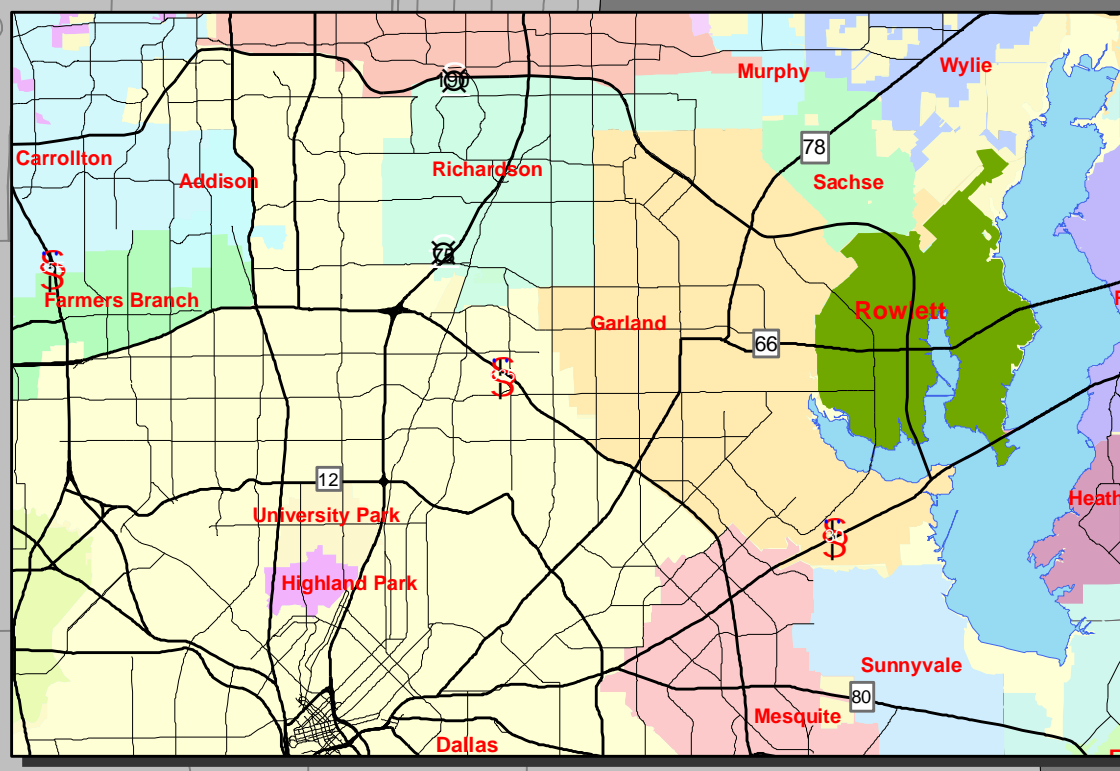 Murphy
Wylie
78
Carrollton
Addison
Richardson
Sachse
Farmers Branch
Garland
Rowlett
66
12
University Park
Heath
Highland Park
Sunnyvale
80
Mesquite
Dallas